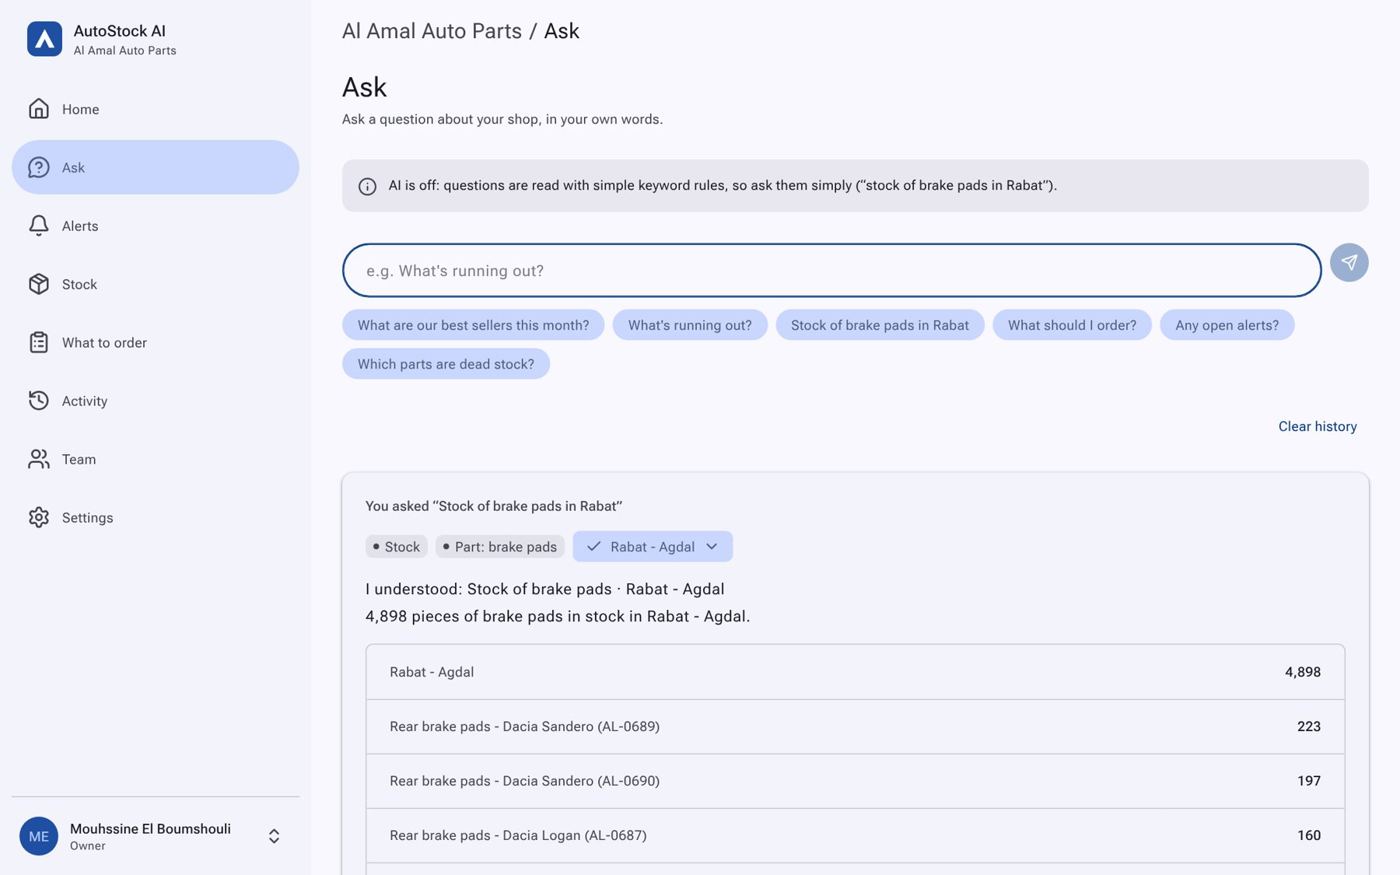 AutoStock AI
Al Amal Auto Parts
Home
Ask
Alerts
Stock
What to order
Activity
Team
Settings
ME
Mouhssine El Boumshouli
Owner
Al Amal Auto Parts / Ask
Ask
Ask a question about your shop, in your own words.
AI is off: questions are read with simple keyword rules, so ask them simply (“stock of brake pads in Rabat”).
e.g. What's running out?
What are our best sellers this month? What's running out? Stock of brake pads in Rabat What should I order? Any open alerts?
Which parts are dead stock?
Clear history
You asked “Stock of brake pads in Rabat”
Stock Part: brake pads Rabat - Agdal
I understood: Stock of brake pads · Rabat - Agdal
4,898 pieces of brake pads in stock in Rabat - Agdal.
Rabat - Agdal 4,898
Rear brake pads - Dacia Sandero (AL-0689) 223
Rear brake pads - Dacia Sandero (AL-0690) 197
Rear brake pads - Dacia Logan (AL-0687) 160